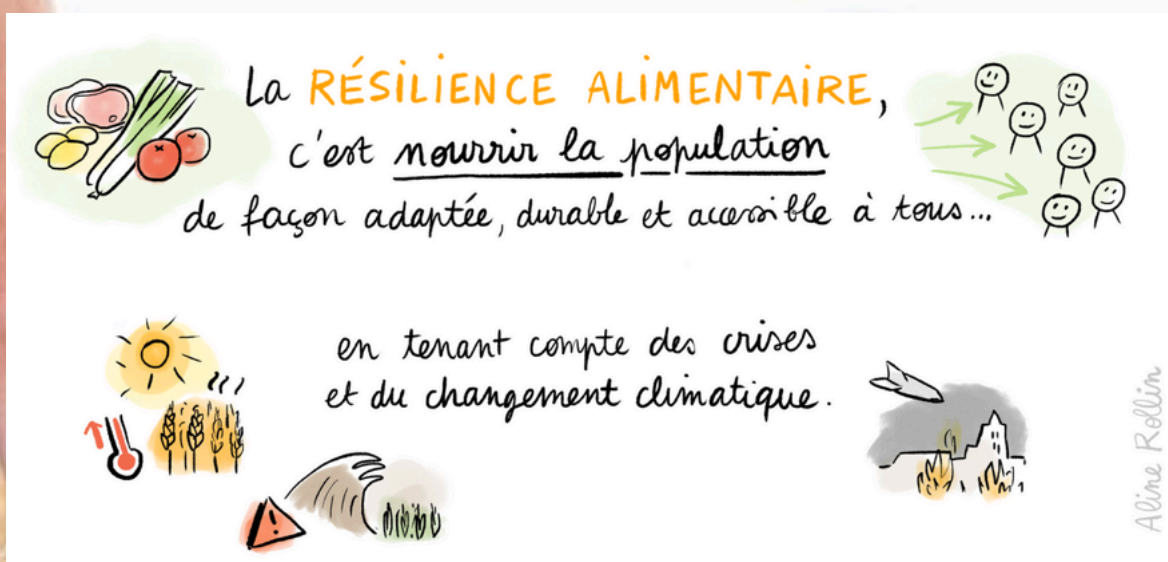 La RÉSILIENCE ALIMENTAIRE,
c'est nourrir la population
de façon adaptée, durable et accessible à tous...
en tenant compte des crises
et du changement climatique.
Aline Rollin